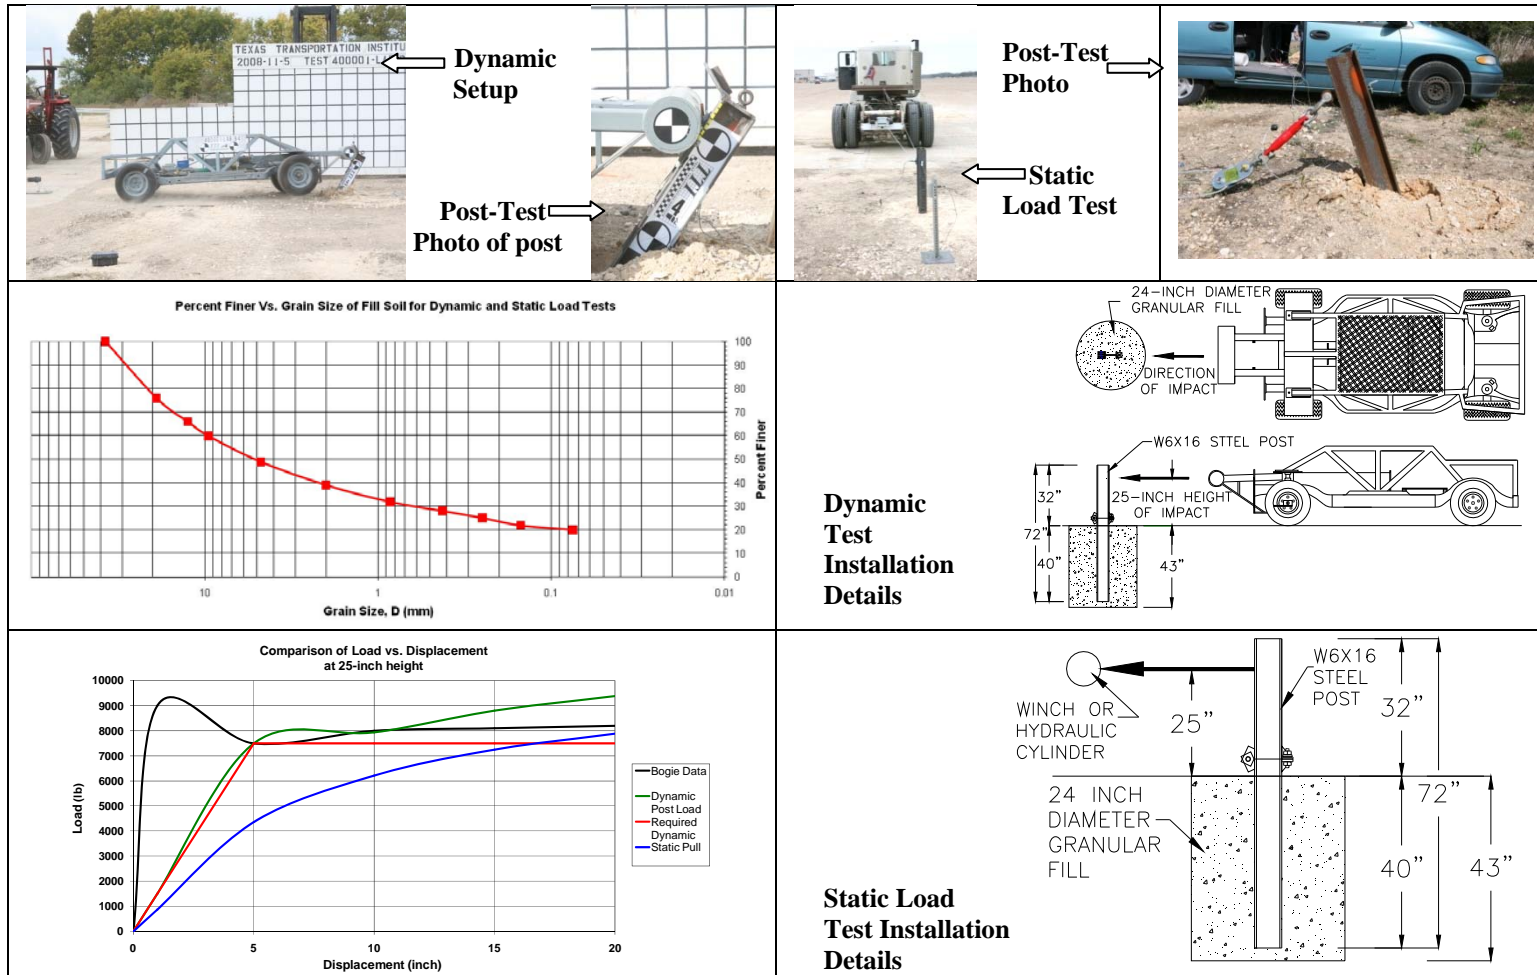 TEXAS TRANSPORTATION INSTITU
2008-11-5 TEST 400001-L
Dynamic
Setup
Post-Test
Photo of post
TTI
4
Static
Load Test
Post-Test
Photo
Percent Finer Vs. Grain Size of Fill Soil for Dynamic and Static Load Tests
100
90
80
70
60
50
40
30
20
10
0
Percent Finer
10
1
0.1
0.01
Grain Size, D (mm)
24-INCH DIAMETER
GRANULAR FILL
DIRECTION
OF IMPACT
W6X16 STTEL POST
25-INCH HEIGHT
OF IMPACT
32"
72"
40"
43"
Dynamic
Test
Installation
Details
Comparison of Load vs. Displacement
at 25-inch height
10000
9000
8000
7000
6000
5000
4000
3000
2000
1000
0
Load (lb)
0
5
10
15
20
Displacement (inch)
Bogie Data
Dynamic
Post Load
Required
Dynamic
Static Pull
W6X16
STEEL
POST
WINCH OR
HYDRAULIC
CYLINDER
25"
32"
72"
24 INCH
DIAMETER
GRANULAR
FILL
40"
43"
Static Load
Test Installation
Details